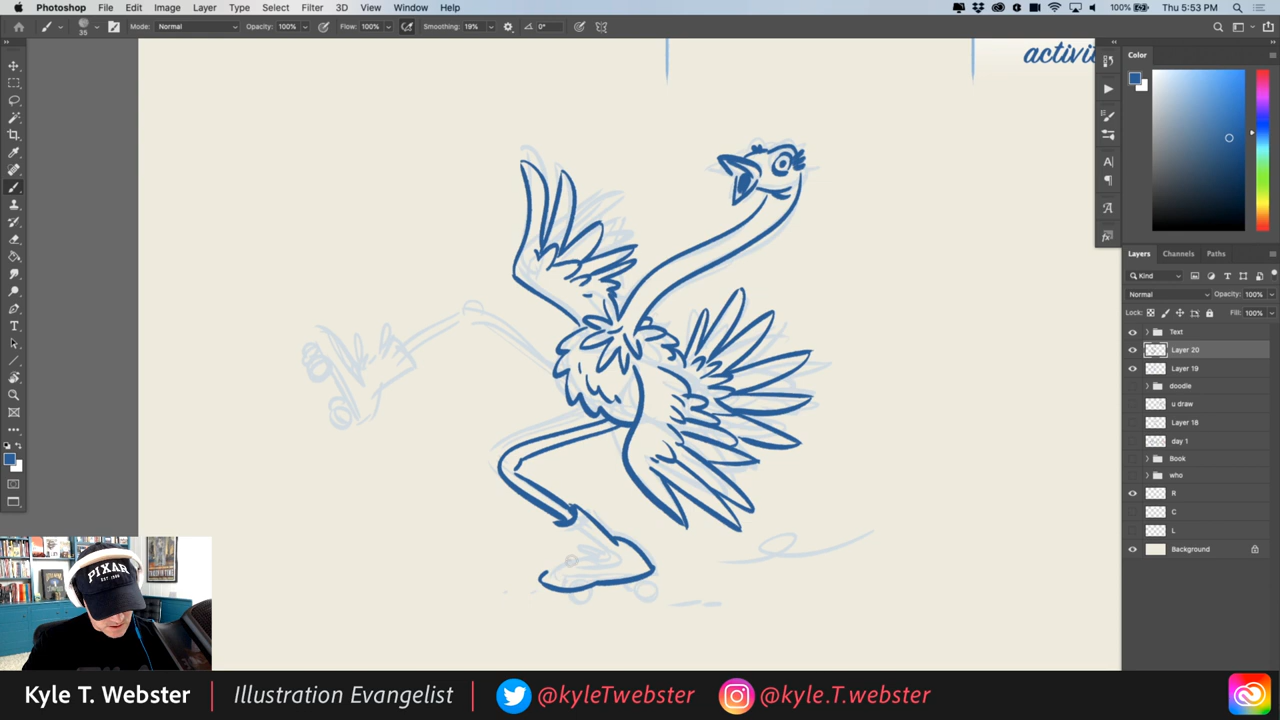 Photoshop File Edit Image Layer Type Select Filter 3D View Window Help 100% Thu 5:53 PM
35 Mode: Normal Opacity: 100% Flow: 100% Smoothing: 19% 0°
activit
Color
Layers Channels Paths
Kind
Normal Opacity: 100%
Lock: Fill: 100%
Text
Layer 20
Layer 19
doodle
u draw
Layer 18
day 1
Book
who
R
C
L
Background
PIXAR
Kyle T. Webster | Illustration Evangelist @kyleTwebster @kyle.T.webster